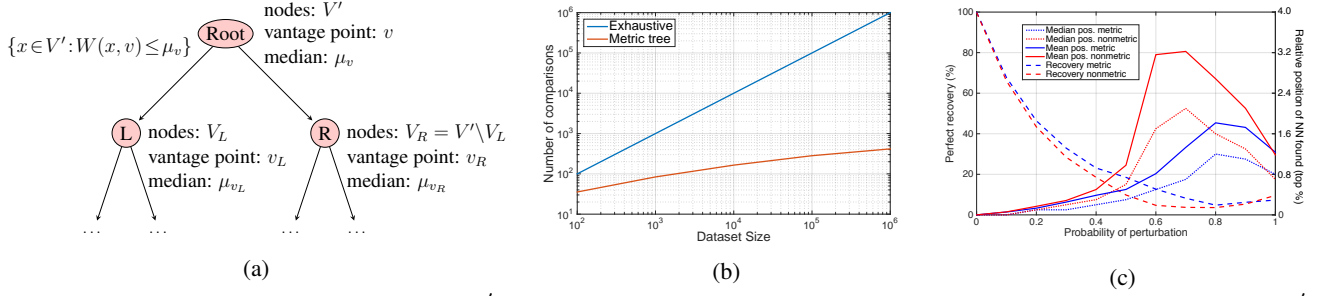 Root
nodes: V′
vantage point: v
median: μ_v
{x∈V′:W(x, v)≤μ_v}
L
nodes: V_L
vantage point: v_L
median: μ_{v_L}
R
nodes: V_R = V′\V_L
vantage point: v_R
median: μ_{v_R}
... ... ... ...
(a)
Exhaustive
Metric tree
Number of comparisons
10^6
10^5
10^4
10^3
10^2
10^1
10^2 10^3 10^4 10^5 10^6
Dataset Size
(b)
Median pos. metric
Median pos. nonmetric
Mean pos. metric
Mean pos. nonmetric
Recovery metric
Recovery nonmetric
Perfect recovery (%)
100
80
60
40
20
0
0 0.2 0.4 0.6 0.8 1
Probability of perturbation
4.0
3.2
2.4
1.6
0.8
0
Relative position of NN found (top %)
(c)